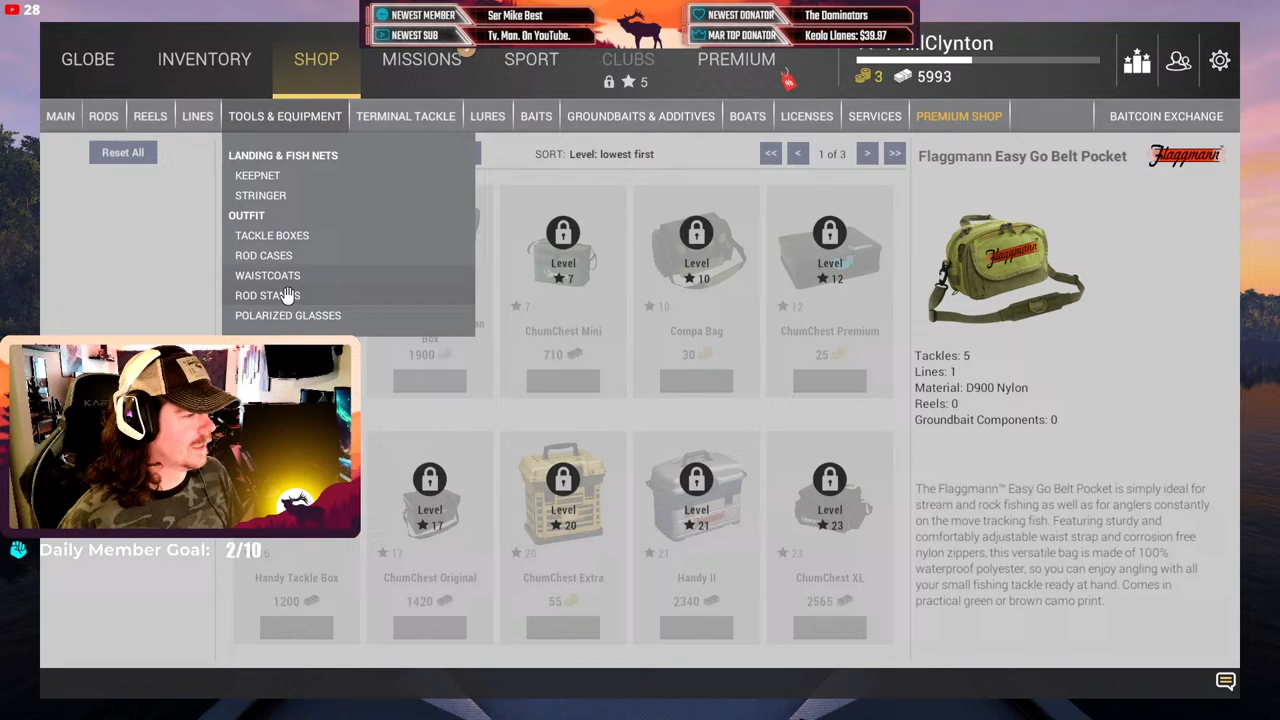 28
NEWEST MEMBER Ser Mike Best
NEWEST SUB Tv. Mon. On YouTube.
NEWEST DONATOR The Dominators
MAR TOP DONATOR Keola Llanes: $39.97
GLOBE INVENTORY SHOP MISSIONS SPORT CLUBS PREMIUM
5
3 5993
MAIN RODS REELS LINES TOOLS & EQUIPMENT TERMINAL TACKLE LURES BAITS GROUNDBAITS & ADDITIVES BOATS LICENSES SERVICES PREMIUM SHOP BAITCOIN EXCHANGE
Reset All
LANDING & FISH NETS
KEEPNET
STRINGER
OUTFIT
TACKLE BOXES
ROD CASES
WAISTCOATS
POLARIZED GLASSES
SORT: Level: lowest first << < 1 of 3 > >>
Level 7
Level 10
Level 12
7 10 12
Box ChumChest Mini Compa Bag ChumChest Premium
1900 710 30 25
Level 17
Level 20
Level 21
Level 23
17 20 21 23
Handy Tackle Box ChumChest Original ChumChest Extra Handy II ChumChest XL
1200 1420 55 2340 2565
Flaggmann Easy Go Belt Pocket Flaggmann
Flaggmann
Tackles: 5
Lines: 1
Material: D900 Nylon
Reels: 0
Groundbait Components: 0
The Flaggmann™ Easy Go Belt Pocket is simply ideal for
stream and rock fishing as well as for anglers constantly
on the move tracking fish. Featuring sturdy and
comfortably adjustable waist strap and corrosion free
nylon zippers, this versatile bag is made of 100%
waterproof polyester, so you can enjoy angling with all
your small fishing tackle ready at hand. Comes in
practical green or brown camo print.
Daily Member Goal: 2/10